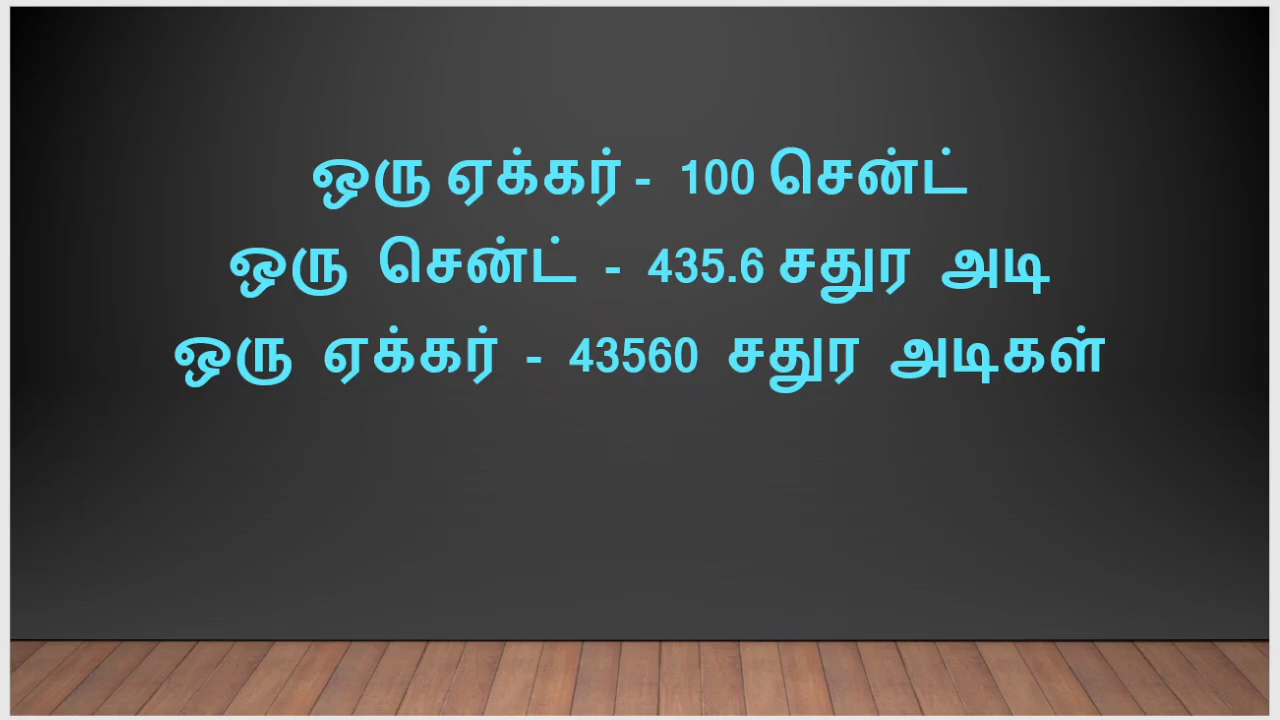 ஒரு ஏக்கர் - 100 சென்ட்
ஒரு சென்ட் - 435.6 சதுர அடி
ஒரு ஏக்கர் - 43560 சதுர அடிகள்